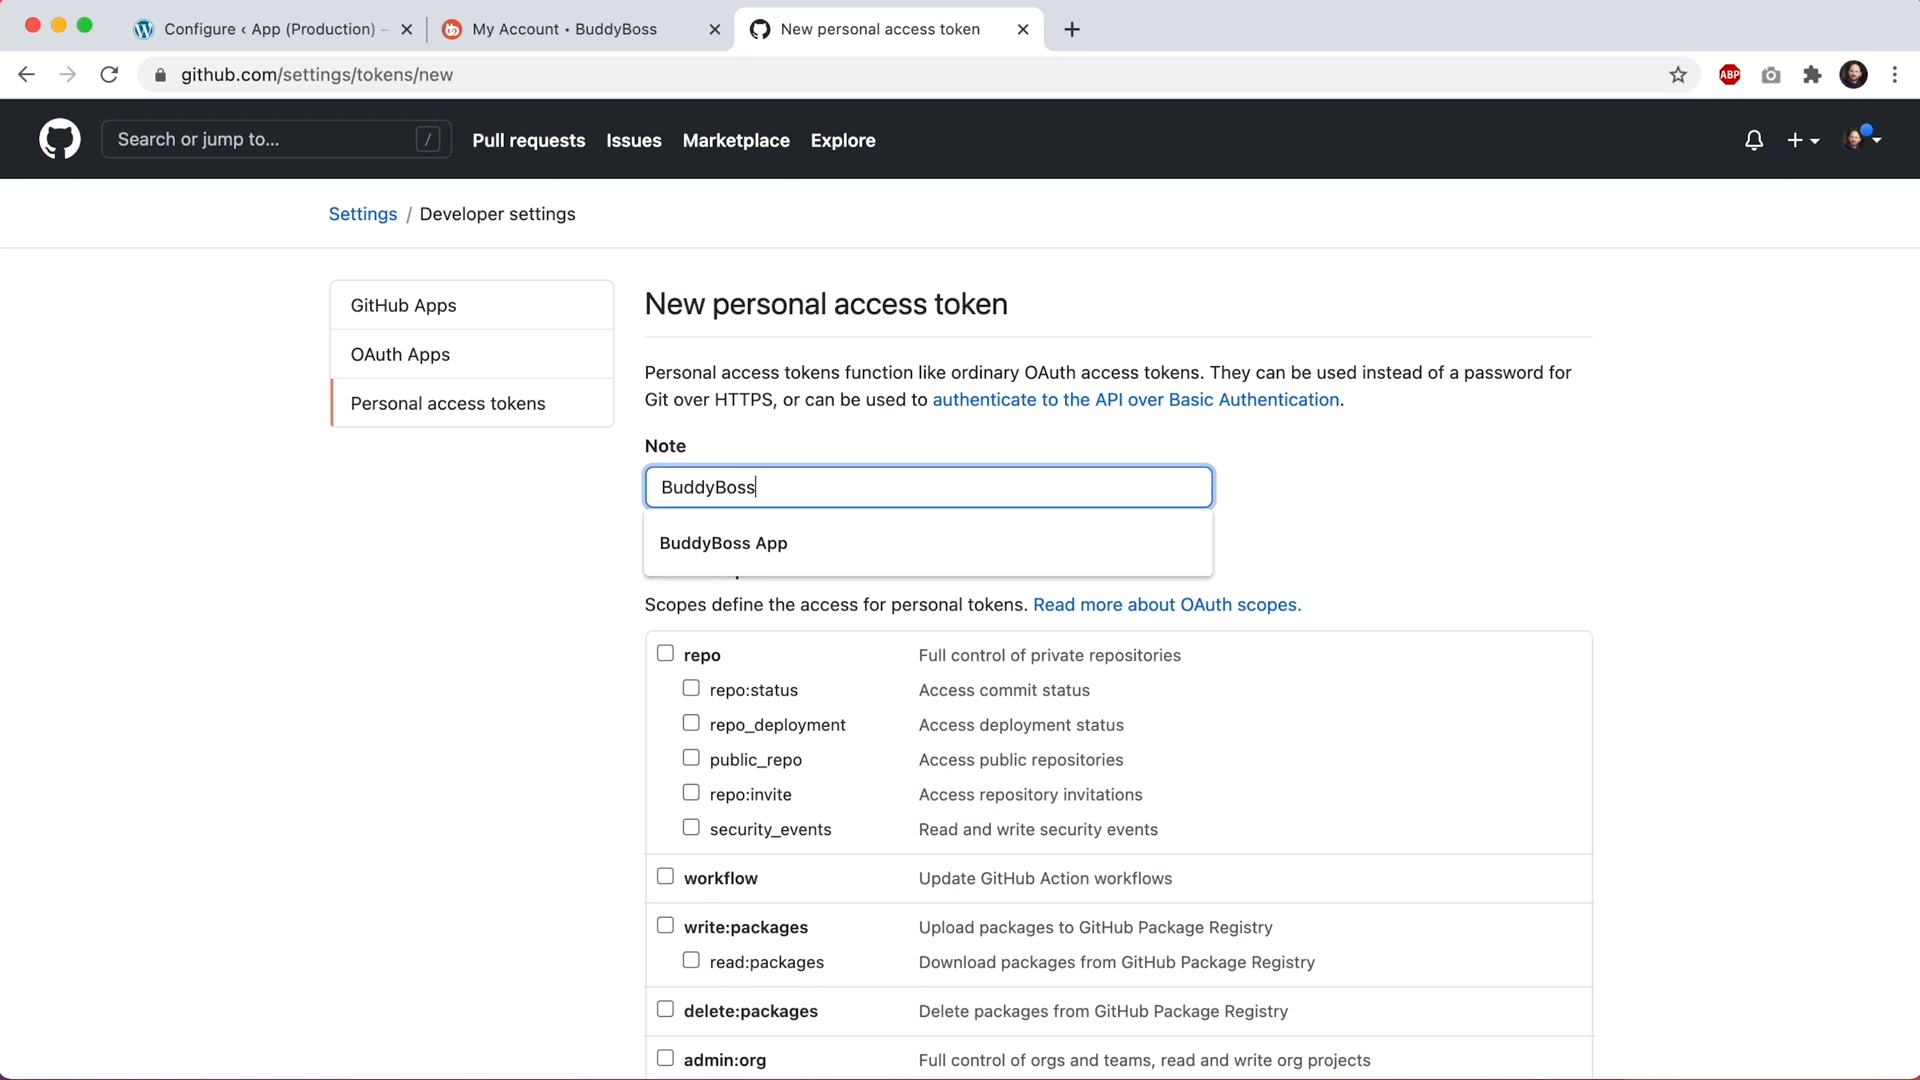 Configure ‹ App (Production) –
My Account • BuddyBoss
New personal access token
github.com/settings/tokens/new
ABP
Search or jump to...
/
Pull requests
Issues
Marketplace
Explore
Settings / Developer settings
GitHub Apps
OAuth Apps
Personal access tokens
New personal access token
Personal access tokens function like ordinary OAuth access tokens. They can be used instead of a password for
Git over HTTPS, or can be used to authenticate to the API over Basic Authentication.
Note
BuddyBoss
BuddyBoss App
Scopes define the access for personal tokens. Read more about OAuth scopes.
repo Full control of private repositories
repo:status Access commit status
repo_deployment Access deployment status
public_repo Access public repositories
repo:invite Access repository invitations
security_events Read and write security events
workflow Update GitHub Action workflows
write:packages Upload packages to GitHub Package Registry
read:packages Download packages from GitHub Package Registry
delete:packages Delete packages from GitHub Package Registry
admin:org Full control of orgs and teams, read and write org projects